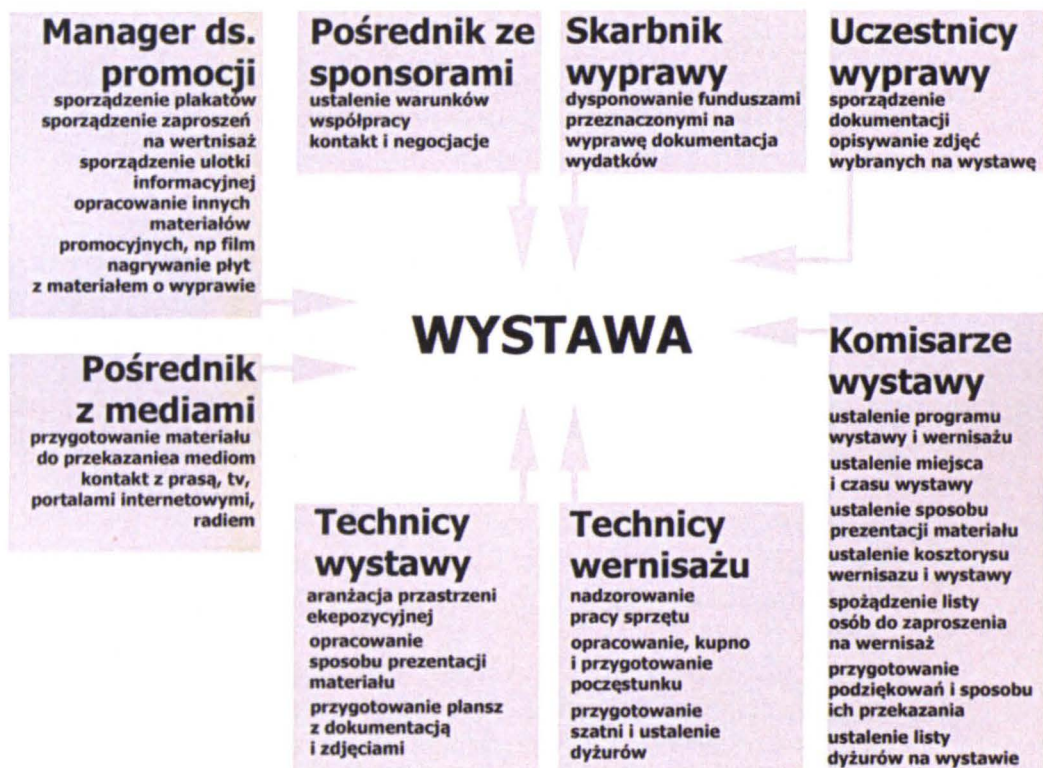 Manager ds.
promocji
sporządzenie plakatów
sporządzenie zaproszeń
na wertnisaż
sporządzenie ulotki
informacyjnej
opracowanie innych
materiałów
promocyjnych, np film
nagrywanie płyt
z materiałem o wyprawie
Pośrednik ze
sponsorami
ustalenie warunków
współpracy
kontakt i negocjacje
Skarbnik
wyprawy
dysponowanie funduszami
przeznaczonymi na
wyprawę dokumentacja
wydatków
Uczestnicy
wyprawy
sporządzenie
dokumentacji
opisywanie zdjęć
wybranych na wystawę
WYSTAWA
Pośrednik
z mediami
przygotowanie materiału
do przekazaniea mediom
kontakt z prasą, tv,
portalami internetowymi,
radiem
Technicy
wystawy
aranżacja przastrzeni
ekepozycyjnej
opracowanie
sposobu prezentacji
materiału
przygotowanie plansz
z dokumentacją
i zdjęciami
Technicy
wernisażu
nadzorowanie
pracy sprzętu
opracowanie, kupno
i przygotowanie
poczęstunku
przygotowanie
szatni i ustalenie
dyżurów
Komisarze
wystawy
ustalenie programu
wystawy i wernisażu
ustalenie miejsca
i czasu wystawy
ustalenie sposobu
prezentacji materiału
ustalenie kosztorysu
wernisazu i wystawy
spożądzenie listy
osób do zaproszenia
na wernisaż
przygotowanie
podziękowań i sposobu
ich przekazania
ustalenie listy
dyżurów na wystawie